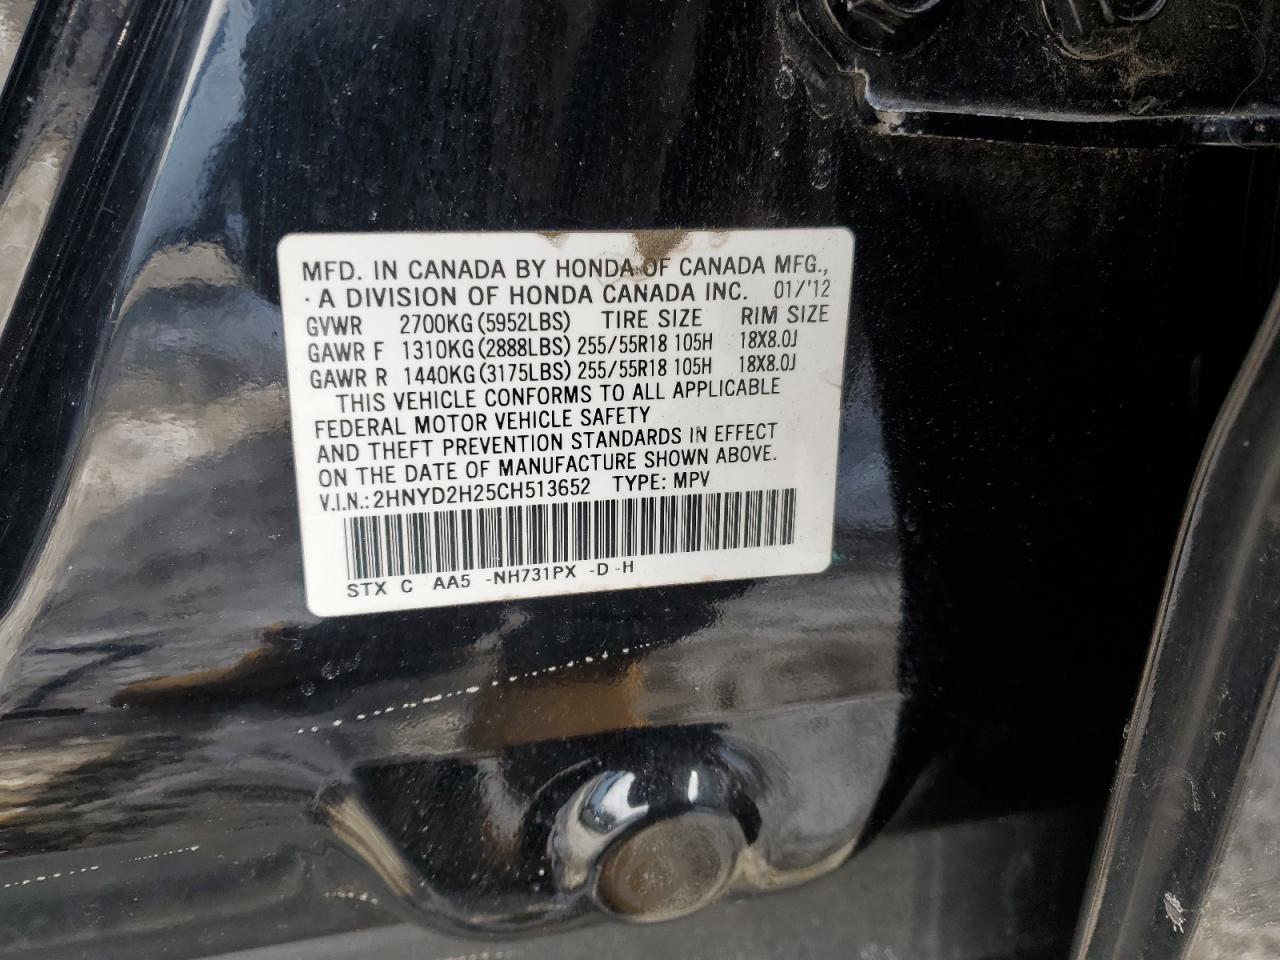 MFD. IN CANADA BY HONDA OF CANADA MFG.,
· A DIVISION OF HONDA CANADA INC. 01/'12
GVWR 2700KG (5952LBS) TIRE SIZE RIM SIZE
GAWR F 1310KG (2888LBS) 255/55R18 105H 18X8.0J
GAWR R 1440KG (3175LBS) 255/55R18 105H 18X8.0J
THIS VEHICLE CONFORMS TO ALL APPLICABLE
FEDERAL MOTOR VEHICLE SAFETY
AND THEFT PREVENTION STANDARDS IN EFFECT
ON THE DATE OF MANUFACTURE SHOWN ABOVE.
V.I.N.: 2HNYD2H25CH513652 TYPE: MPV
STX C AA5 -NH731PX -D -H